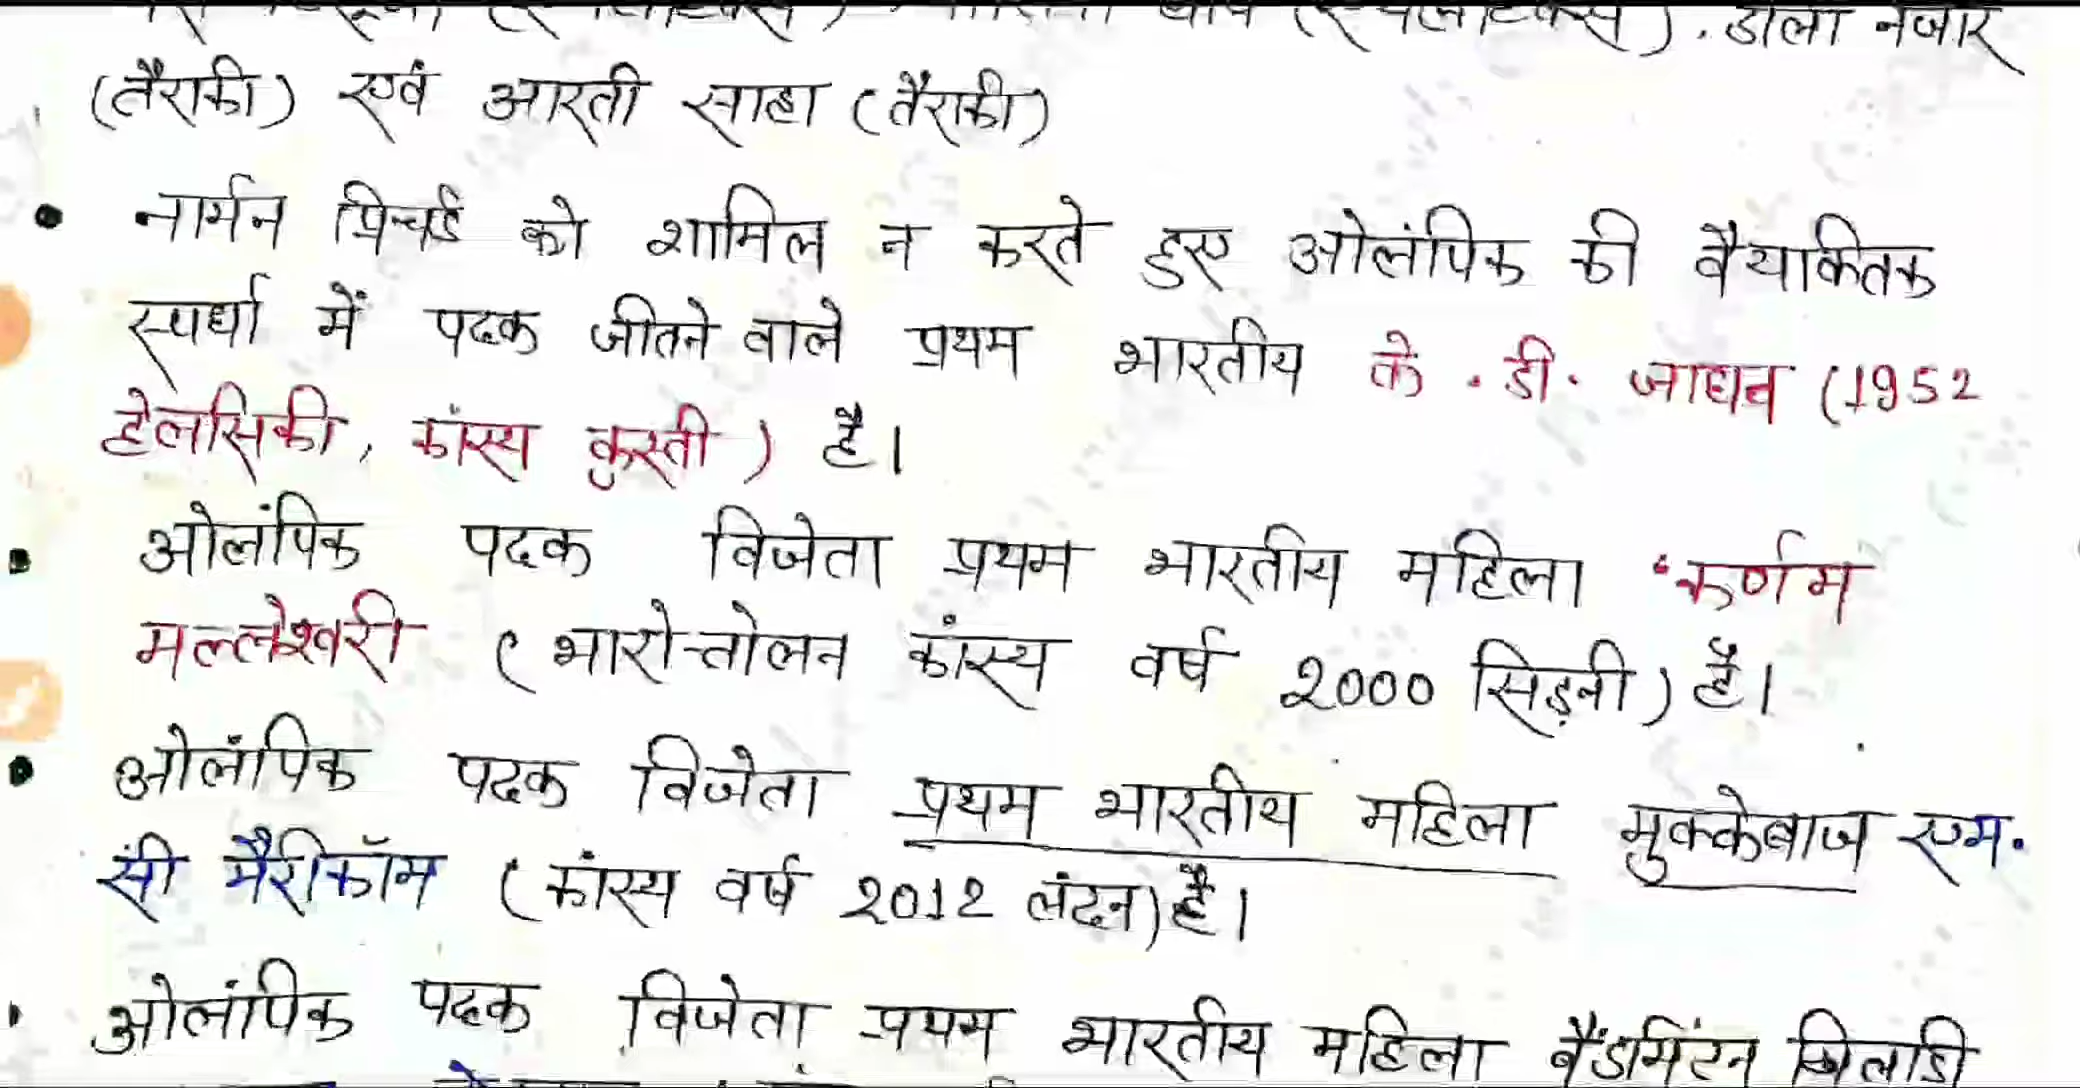 डाला नजार
(तैराकी) एवं आरती साहा (तैराकी)
• नार्मन प्रिचर्ड को शामिल न करते हुए ओलंपिक की वैयाक्तिक
स्पर्धा में पदक जीतने वाले प्रथम भारतीय के. डी. जाधव (1952
हेलसिकी, कांस्य कुस्ती) है।
• ओलंपिक पदक विजेता प्रथम भारतीय महिला कर्णम
मल्लेश्वरी (भारोत्तोलन कांस्य वर्ष 2000 सिड़नी) है।
• ओलंपिक पदक विजेता प्रथम भारतीय महिला मुक्केबाज एम.
सी मैरीकॉम (कांस्य वर्ष 2012 लंदन) है।
• ओलंपिक पदक विजेता प्रथम भारतीय महिला बैडमिंटन खिलाडी